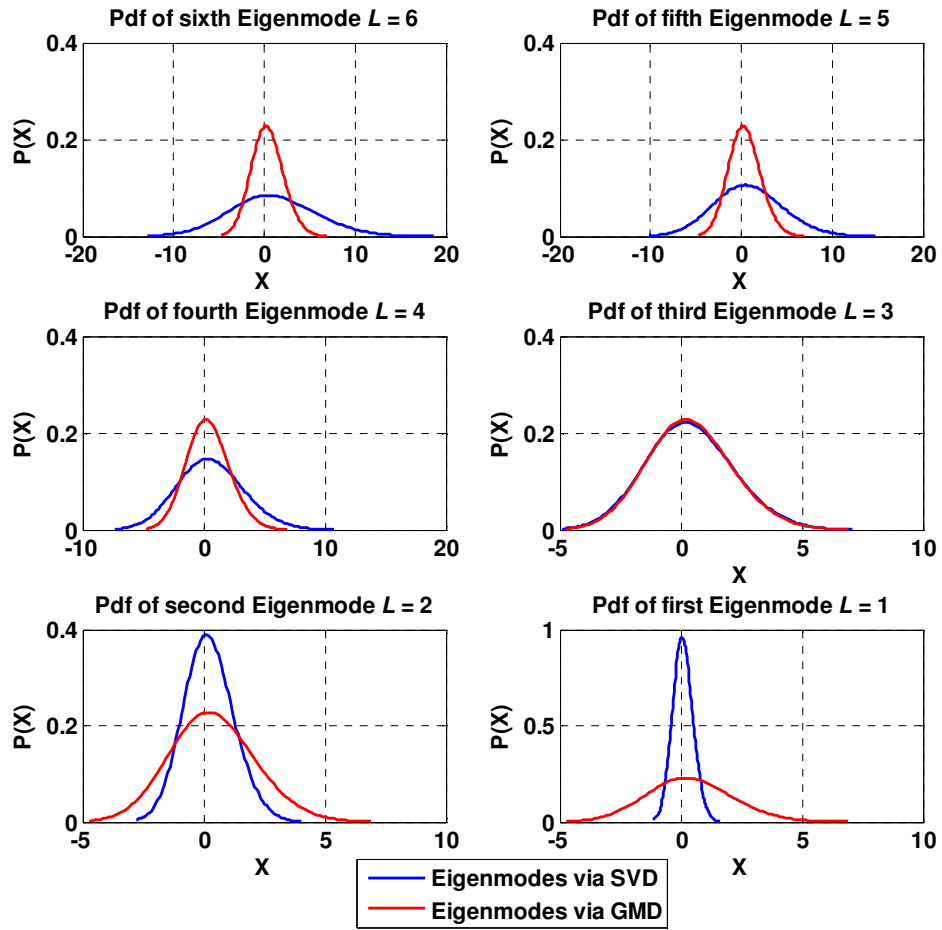 Pdf of sixth Eigenmode L = 6
0.4
0.2
0
P(X)
-20 -10 0 10 20
X
Pdf of fifth Eigenmode L = 5
0.4
0.2
0
P(X)
-20 -10 0 10 20
X
Pdf of fourth Eigenmode L = 4
0.4
0.2
0
P(X)
-10 0 10 20
Pdf of third Eigenmode L = 3
0.4
0.2
0
P(X)
-5 0 5 10
X
Pdf of second Eigenmode L = 2
0.4
0.2
0
P(X)
-5 0 5 10
X
Pdf of first Eigenmode L = 1
1
0.5
0
P(X)
-5 0 5 10
X
Eigenmodes via SVD
Eigenmodes via GMD